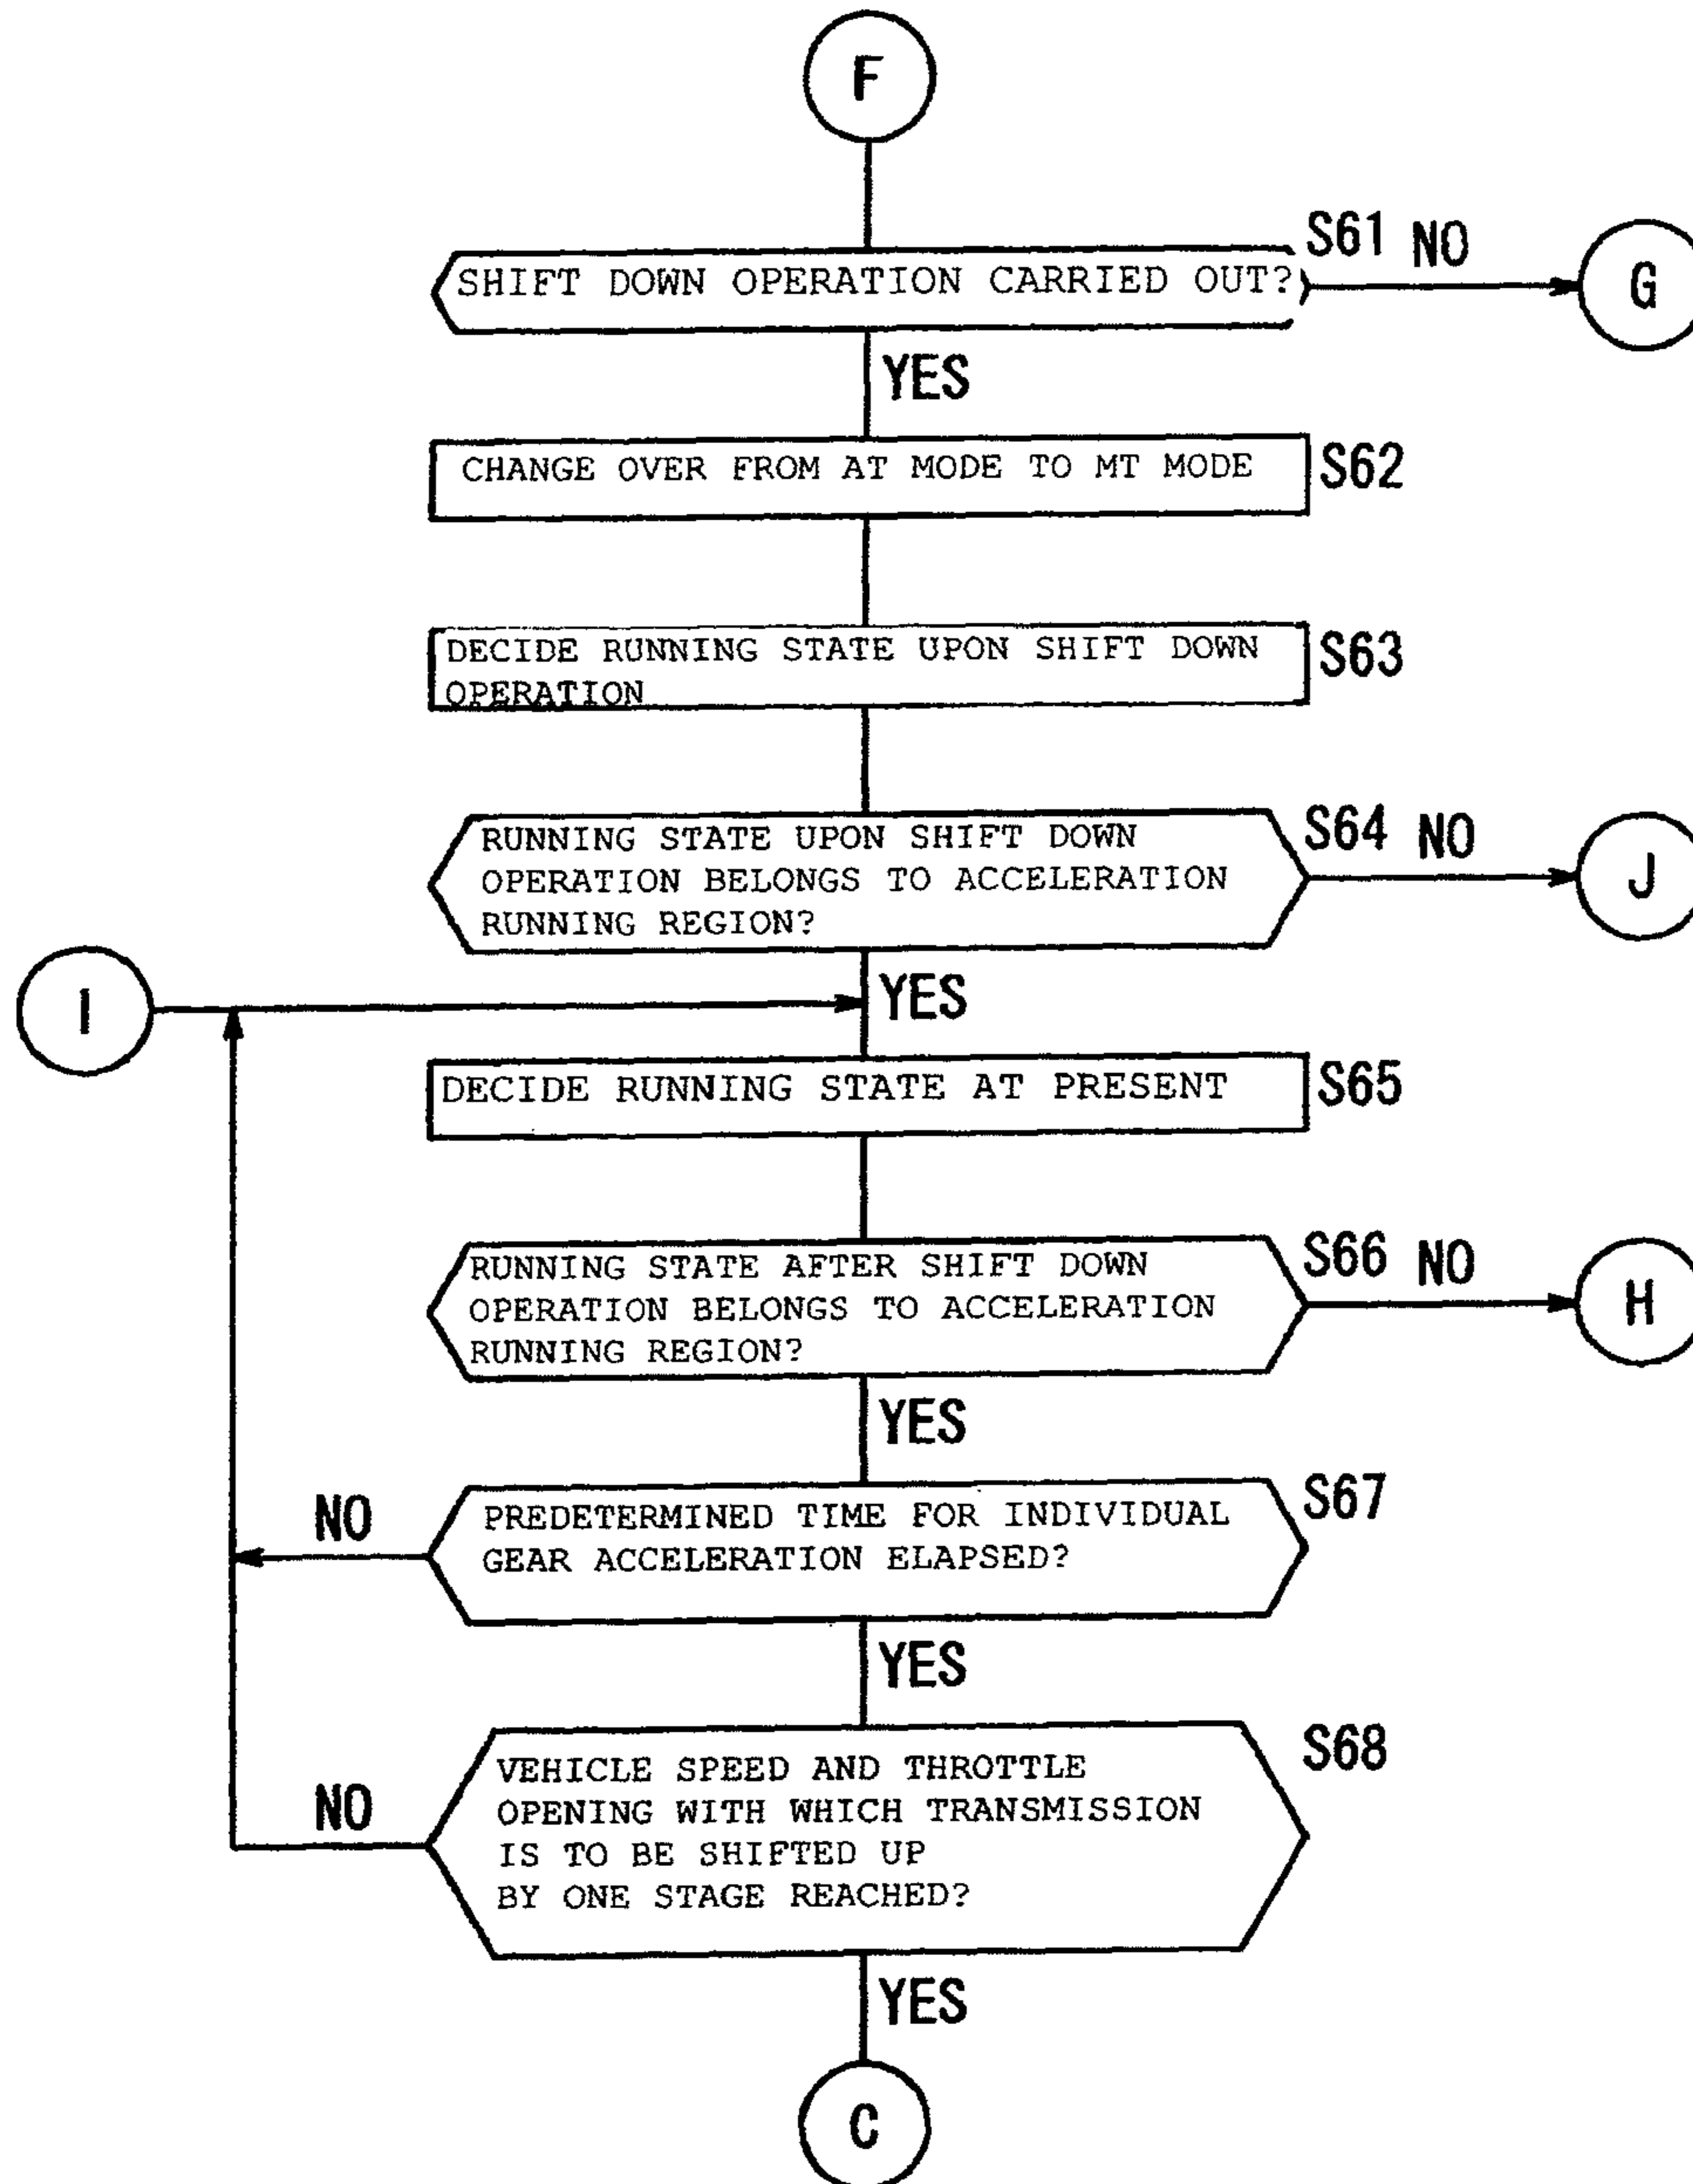 F
S61 NO
SHIFT DOWN OPERATION CARRIED OUT?
G
YES
CHANGE OVER FROM AT MODE TO MT MODE
S62
DECIDE RUNNING STATE UPON SHIFT DOWN
OPERATION
S63
RUNNING STATE UPON SHIFT DOWN
OPERATION BELONGS TO ACCELERATION
RUNNING REGION?
S64 NO
J
I
YES
DECIDE RUNNING STATE AT PRESENT
S65
RUNNING STATE AFTER SHIFT DOWN
OPERATION BELONGS TO ACCELERATION
RUNNING REGION?
S66 NO
H
YES
NO
PREDETERMINED TIME FOR INDIVIDUAL
GEAR ACCELERATION ELAPSED?
S67
YES
NO
VEHICLE SPEED AND THROTTLE
OPENING WITH WHICH TRANSMISSION
IS TO BE SHIFTED UP
BY ONE STAGE REACHED?
S68
YES
C